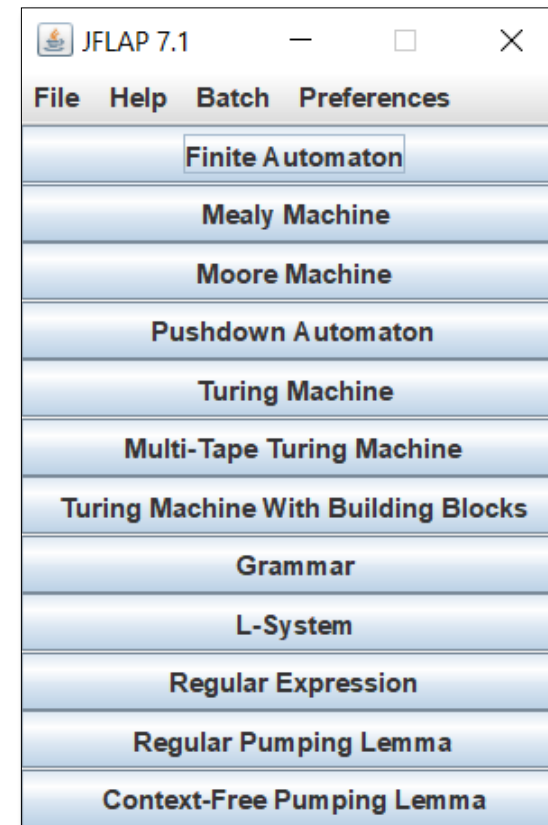 JFLAP 7.1
File Help Batch Preferences
Finite Automaton
Mealy Machine
Moore Machine
Pushdown Automaton
Turing Machine
Multi-Tape Turing Machine
Turing Machine With Building Blocks
Grammar
L-System
Regular Expression
Regular Pumping Lemma
Context-Free Pumping Lemma